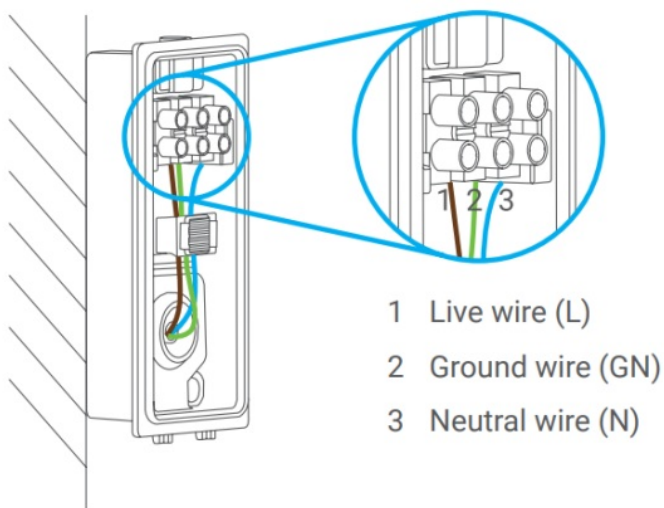 1 2 3
1 Live wire (L)
2 Ground wire (GN)
3 Neutral wire (N)